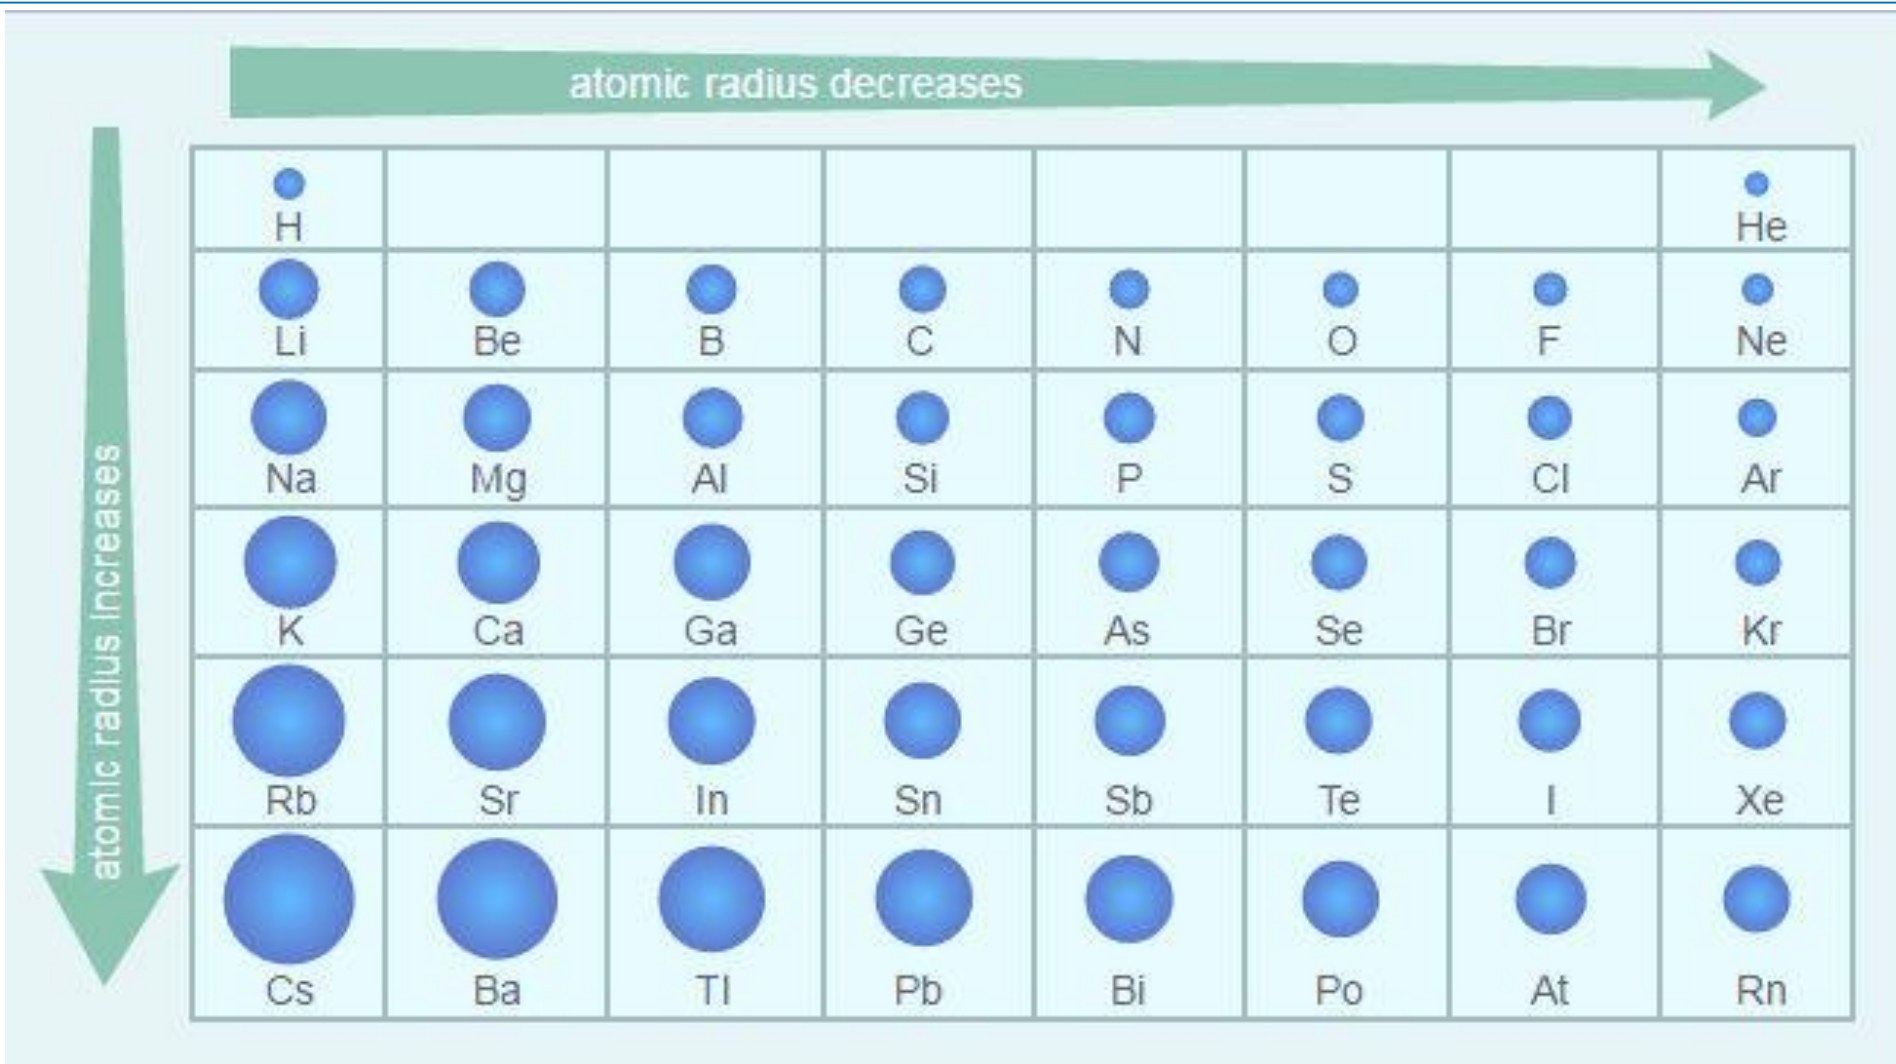 atomic radius decreases
atomic radius increases
H He
Li Be B C N O F Ne
Na Mg Al Si P S Cl Ar
K Ca Ga Ge As Se Br Kr
Rb Sr In Sn Sb Te I Xe
Cs Ba Tl Pb Bi Po At Rn